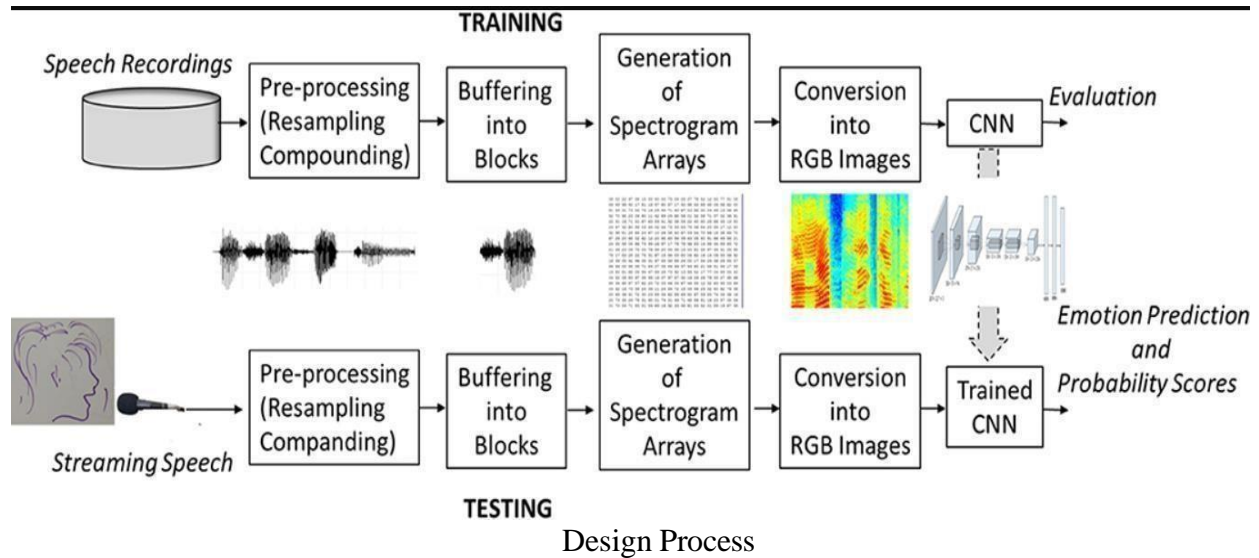 TRAINING
Speech Recordings
Pre-processing
(Resampling
Compounding)
Buffering
into
Blocks
Generation
of
Spectrogram
Arrays
Conversion
into
RGB Images
CNN
Evaluation
Streaming Speech
Pre-processing
(Resampling
Companding)
Buffering
into
Blocks
Generation
of
Spectrogram
Arrays
Conversion
into
RGB Images
Trained
CNN
Emotion Prediction
and
Probability Scores
TESTING
Design Process